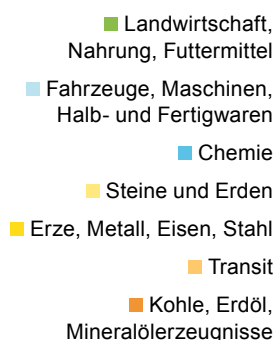 Landwirtschaft,
Nahrung, Futtermittel
Fahrzeuge, Maschinen,
Halb- und Fertigwaren
Chemie
Steine und Erden
Erze, Metall, Eisen, Stahl
Transit
Kohle, Erdöl,
Mineralölerzeugnisse